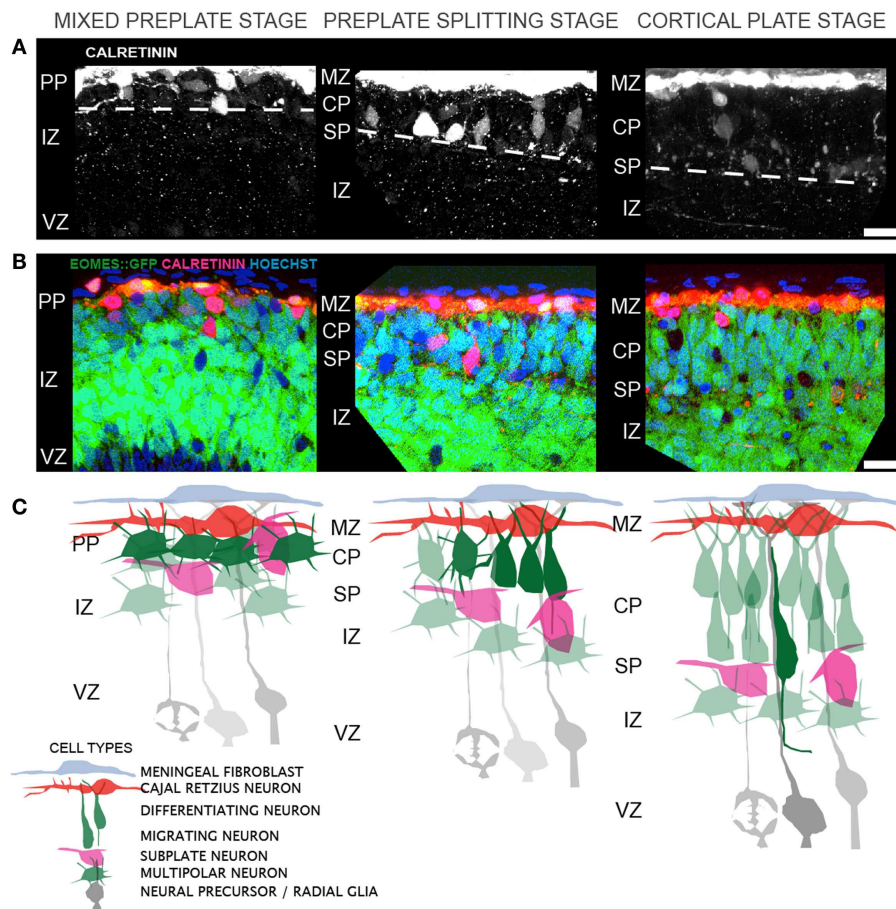 MIXED PREPLATE STAGE PREPLATE SPLITTING STAGE CORTICAL PLATE STAGE
A
CALRETININ
PP
IZ
VZ
MZ
CP
SP
IZ
MZ
CP
SP
IZ
B
EOMES::GFP CALRETININ HOECHST
PP
IZ
VZ
MZ
CP
SP
IZ
MZ
CP
SP
IZ
C
PP
IZ
VZ
MZ
CP
SP
IZ
VZ
MZ
CP
SP
IZ
VZ
CELL TYPES
MENINGEAL FIBROBLAST
CAJAL RETZIUS NEURON
DIFFERENTIATING NEURON
MIGRATING NEURON
SUBPLATE NEURON
MULTIPOLAR NEURON
NEURAL PRECURSOR / RADIAL GLIA